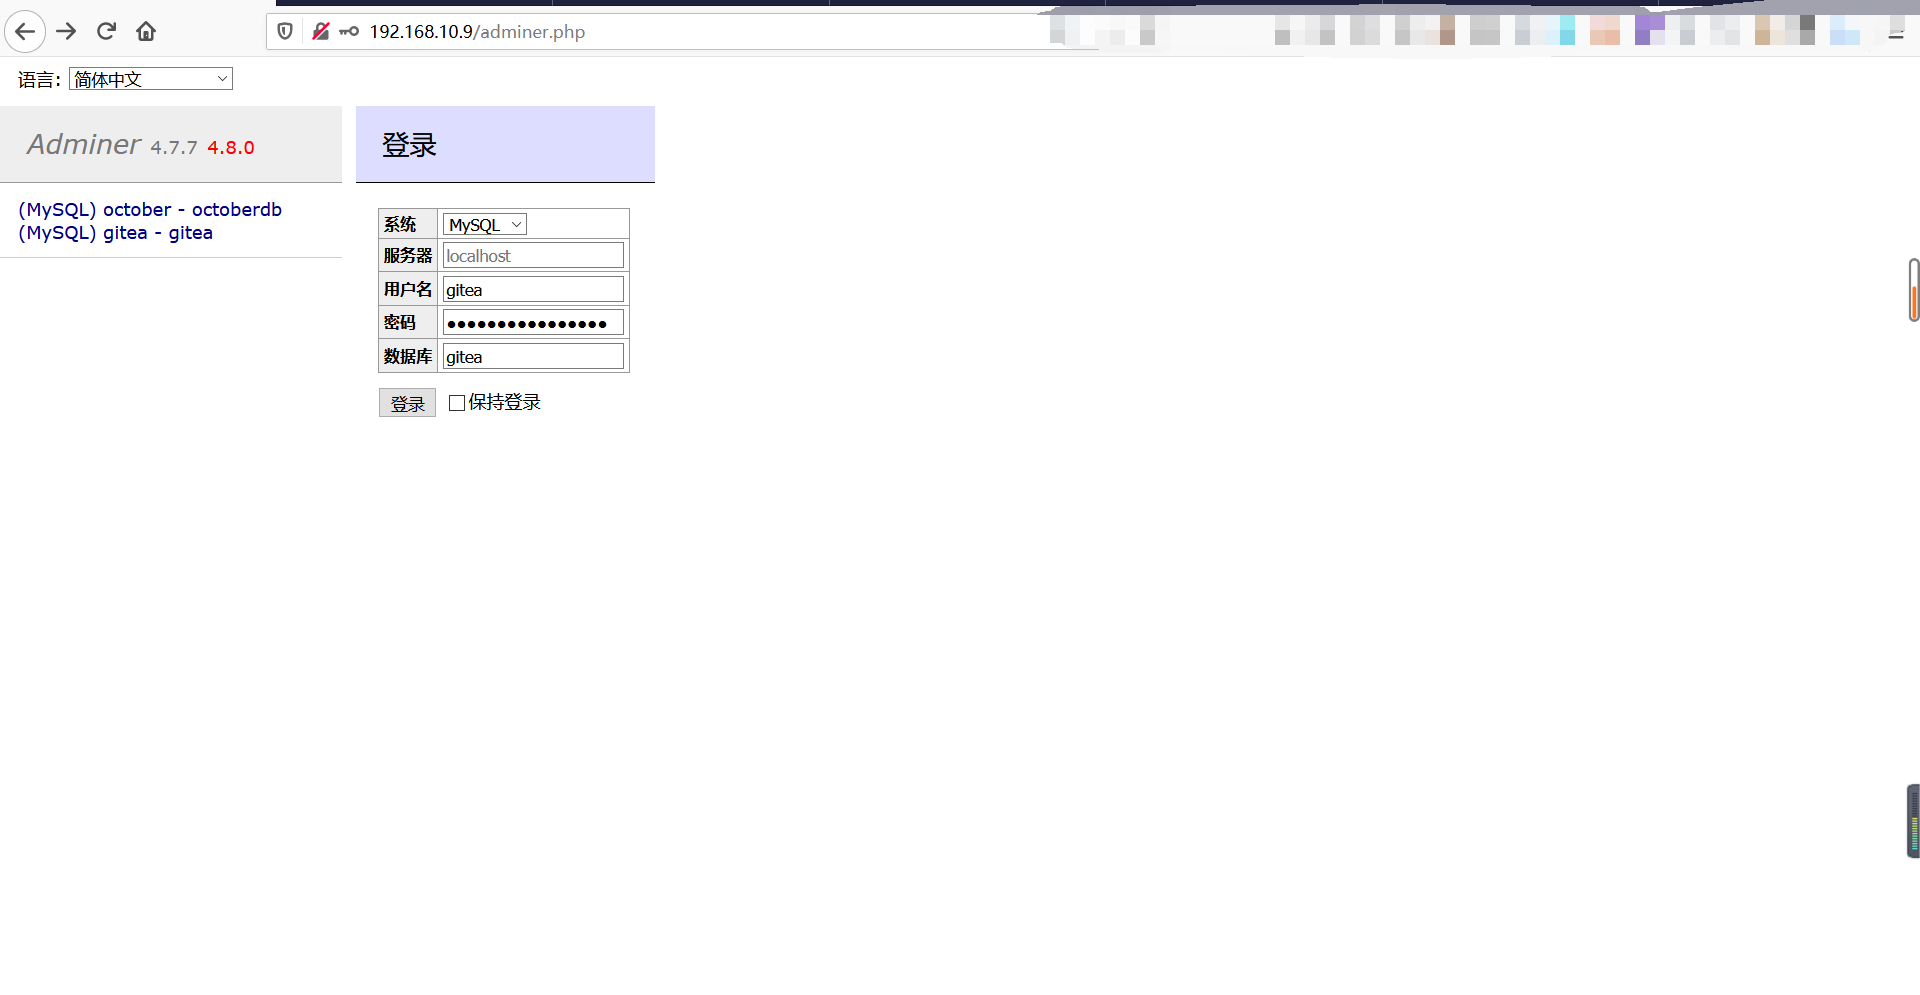 192.168.10.9/adminer.php
语言: 简体中文
Adminer 4.7.7 4.8.0
(MySQL) october - octoberdb
(MySQL) gitea - gitea
登录
系统 MySQL
服务器 localhost
用户名 gitea
密码 ●●●●●●●●●●●●●●●●
数据库 gitea
登录 保持登录